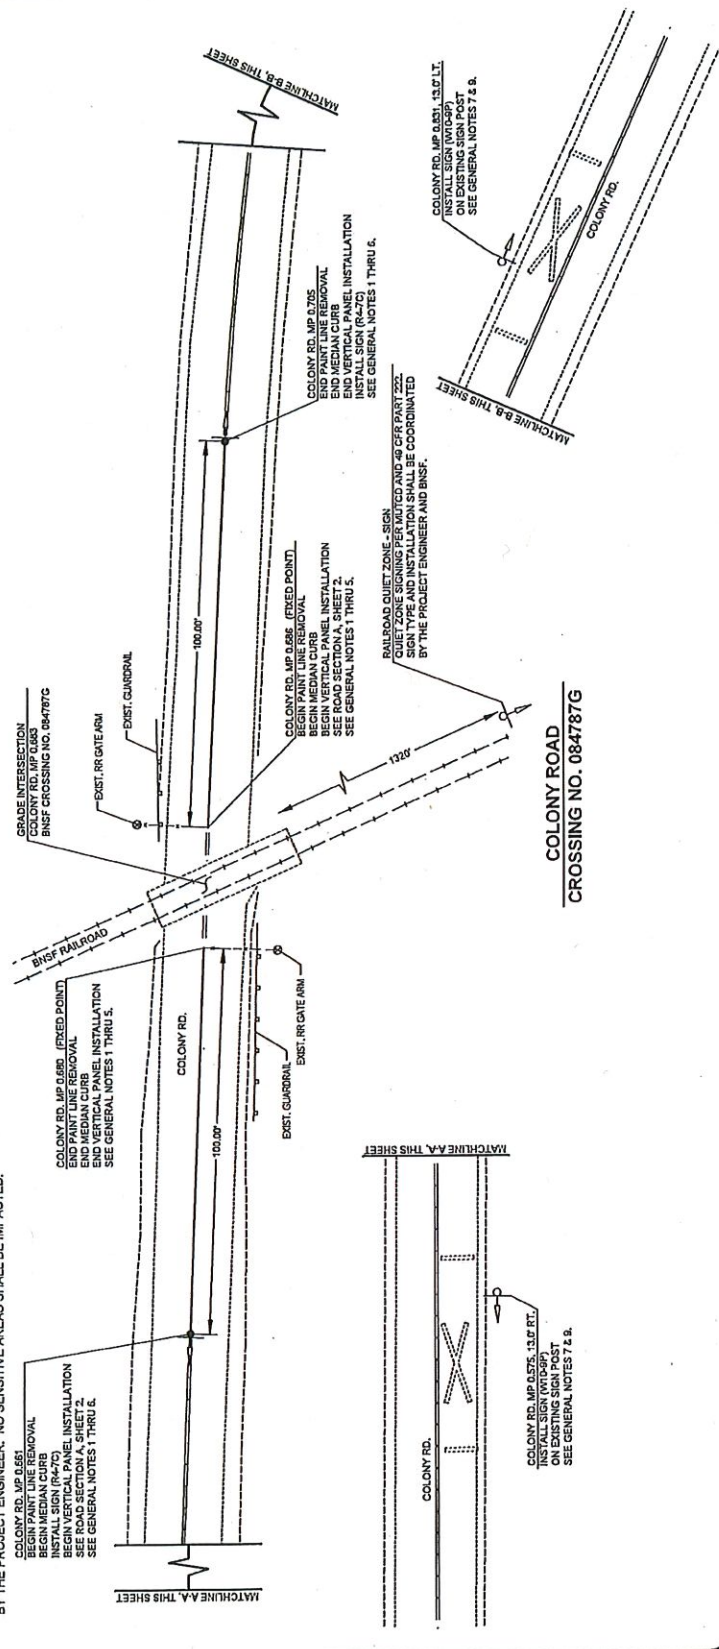 BY THE PROJECT ENGINEER. NO SENSITIVE AREAS SHALL BE IMPACTED.
COLONY RD. MP 0.661
BEGIN PAINT LINE REMOVAL
BEGIN MEDIAN CURB
INSTALL SIGN (R4-7C)
BEGIN VERTICAL PANEL INSTALLATION
SEE ROAD SECTION A, SHEET 2.
SEE GENERAL NOTES 1 THRU 6.
MATCHLINE A-A, THIS SHEET
100.00'
COLONY RD.
COLONY RD. MP 0.680 (FIXED POINT)
END PAINT LINE REMOVAL
END MEDIAN CURB
END VERTICAL PANEL INSTALLATION
SEE GENERAL NOTES 1 THRU 5.
BNSF RAILROAD
EXIST. GUARDRAIL
EXIST. RR GATE ARM
GRADE INTERSECTION
COLONY RD. MP 0.683
BNSF CROSSING NO. 084787G
EXIST. RR GATE ARM
EXIST. GUARDRAIL
100.00'
COLONY RD. MP 0.686 (FIXED POINT)
BEGIN PAINT LINE REMOVAL
BEGIN MEDIAN CURB
BEGIN VERTICAL PANEL INSTALLATION
SEE ROAD SECTION A, SHEET 2.
SEE GENERAL NOTES 1 THRU 5.
COLONY RD. MP 0.705
END PAINT LINE REMOVAL
END MEDIAN CURB
END VERTICAL PANEL INSTALLATION
INSTALL SIGN (R4-7C)
SEE GENERAL NOTES 1 THRU 6.
MATCHLINE B-B, THIS SHEET
1320'
RAILROAD QUIET ZONE - SIGN
QUIET ZONE SIGNING PER MUTCD AND 49 CFR PART 222.
SIGN TYPE AND INSTALLATION SHALL BE COORDINATED
BY THE PROJECT ENGINEER AND BNSF.
MATCHLINE A-A, THIS SHEET
COLONY RD.
COLONY RD. MP 0.575, 13.0' RT.
INSTALL SIGN (W10-9P)
ON EXISTING SIGN POST
SEE GENERAL NOTES 7 & 9.
COLONY ROAD
CROSSING NO. 084787G
MATCHLINE B-B, THIS SHEET
COLONY RD.
COLONY RD. MP 0.831, 13.0' LT.
INSTALL SIGN (W10-9P)
ON EXISTING SIGN POST
SEE GENERAL NOTES 7 & 9.